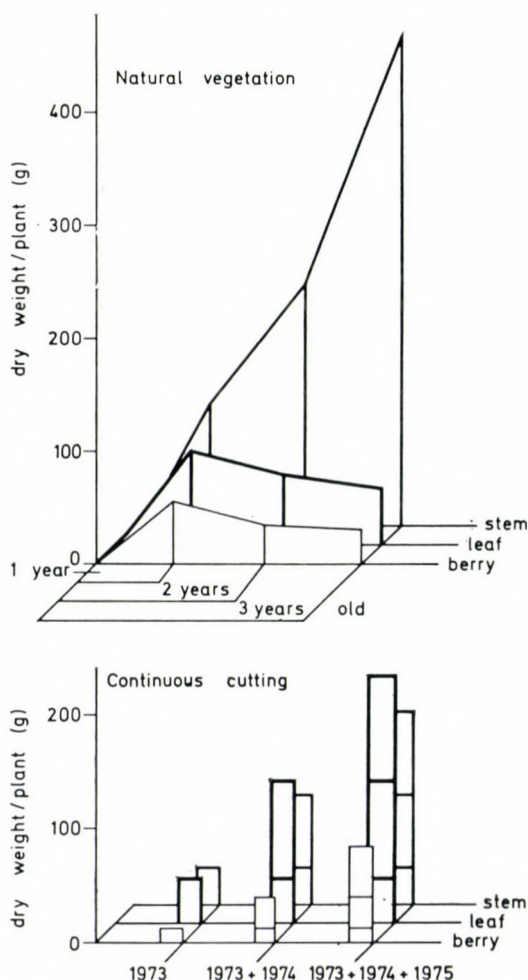 Natural vegetation
dry weight/plant (g)
400
300
200
100
0
stem
leaf
berry
1 year
2 years
3 years
old
Continuous cutting
dry weight/plant (g)
200
100
0
stem
leaf
berry
1973
1973 + 1974
1973 + 1974 + 1975